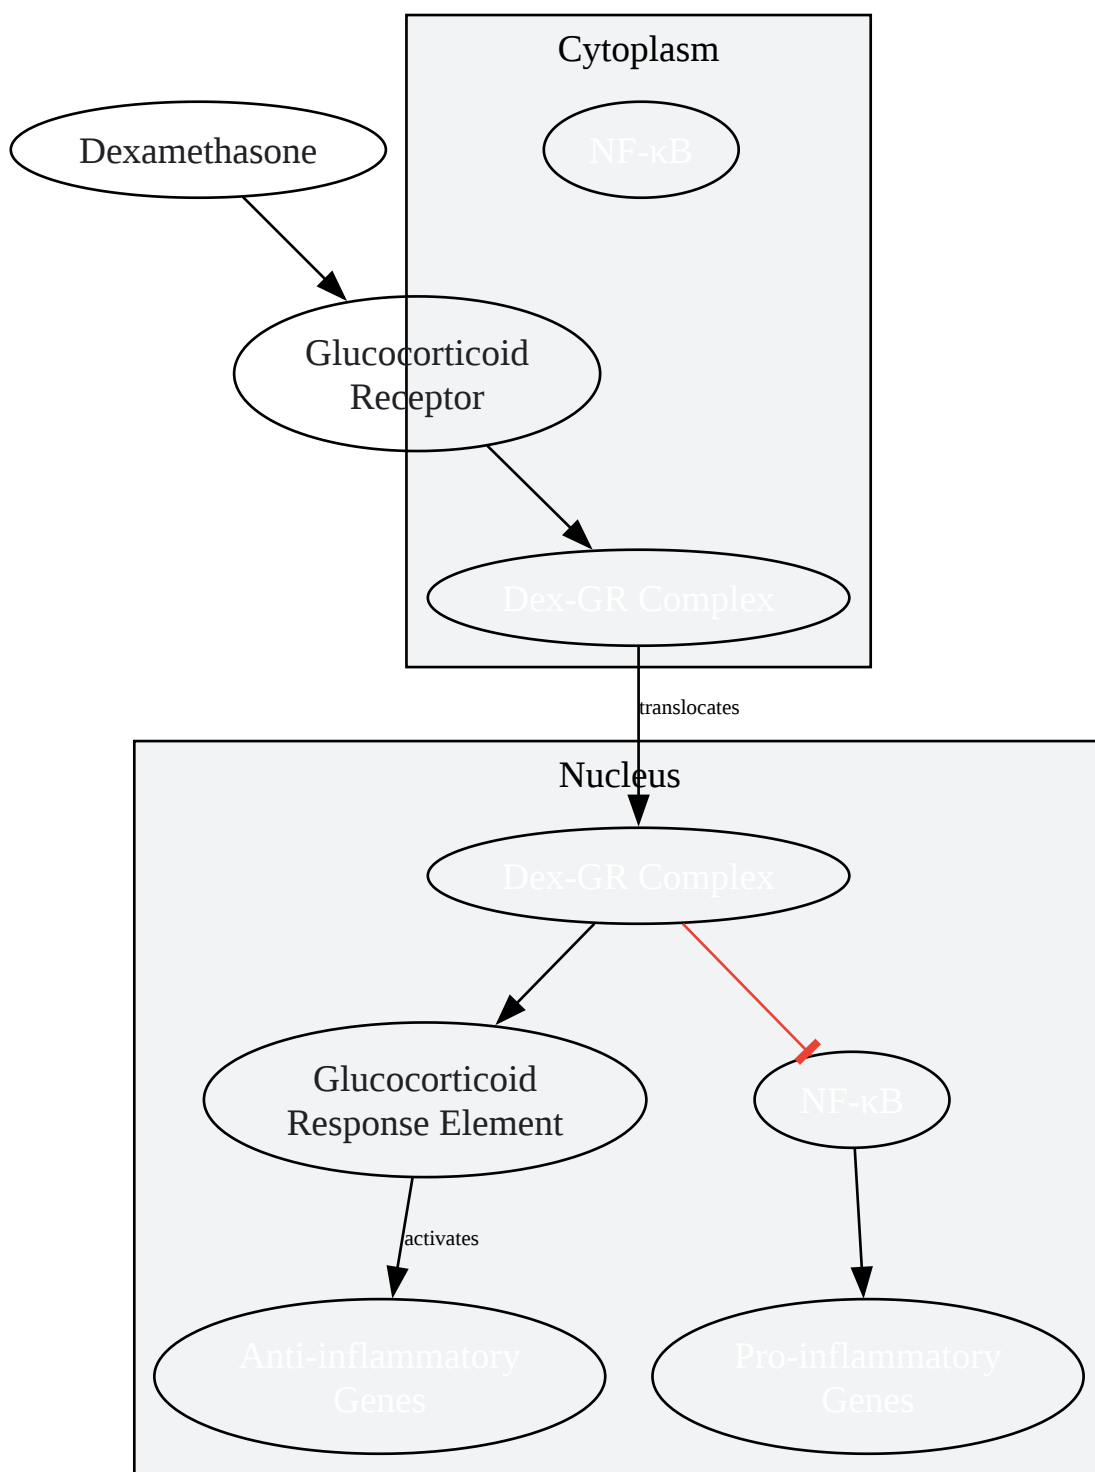 Cytoplasm
Dexamethasone
NF-κB
Glucocorticoid
Receptor
Dex-GR Complex
translocates
Nucleus
Dex-GR Complex
Glucocorticoid
Response Element
NF-κB
activates
Anti-inflammatory
Genes
Pro-inflammatory
Genes